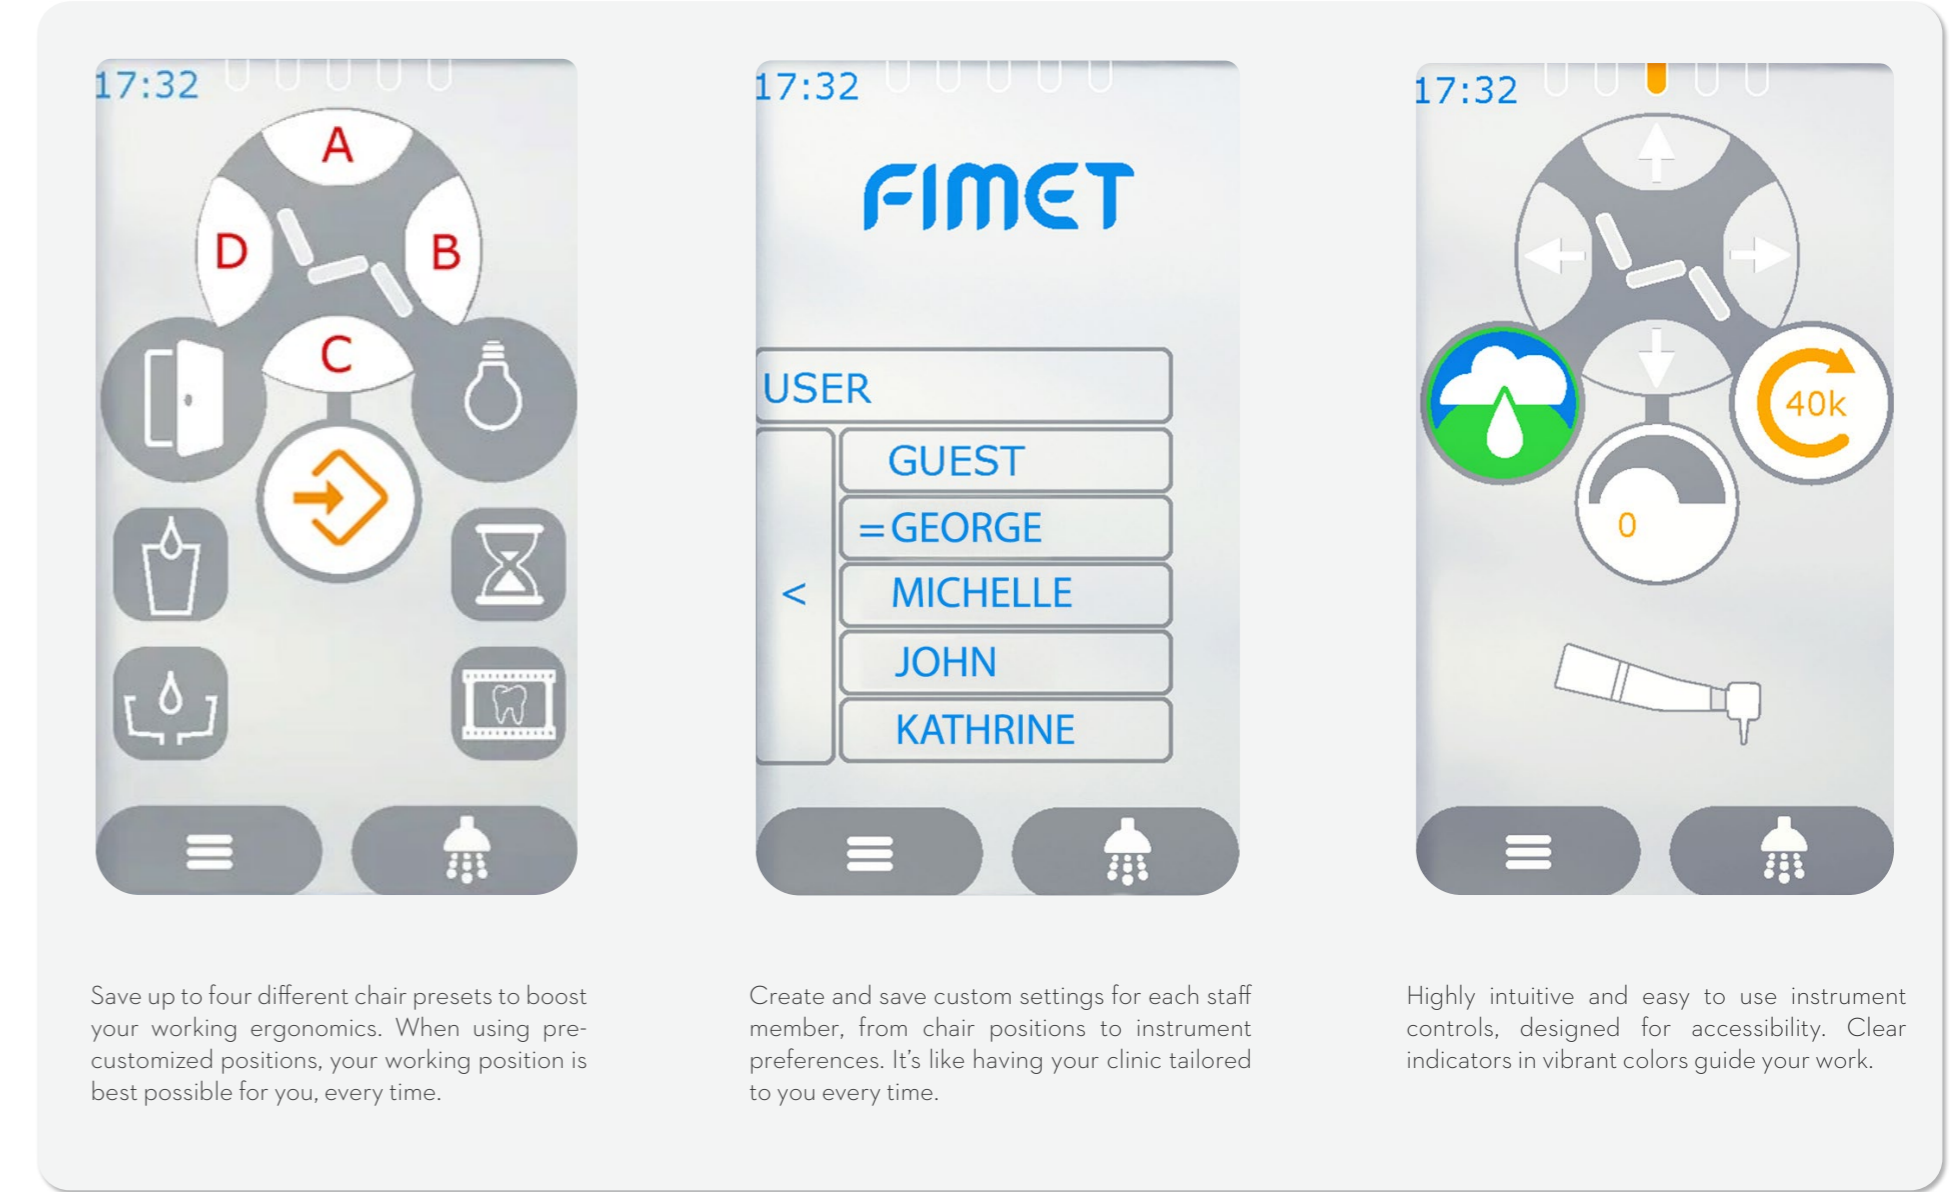 17:32
A
D
B
C
Save up to four different chair presets to boost
your working ergonomics. When using pre-
customized positions, your working position is
best possible for you, every time.
17:32
FIMET
USER
GUEST
=GEORGE
<
MICHELLE
JOHN
KATHRINE
Create and save custom settings for each staff
member, from chair positions to instrument
preferences. It's like having your clinic tailored
to you every time.
17:32
40k
0
Highly intuitive and easy to use instrument
controls, designed for accessibility. Clear
indicators in vibrant colors guide your work.